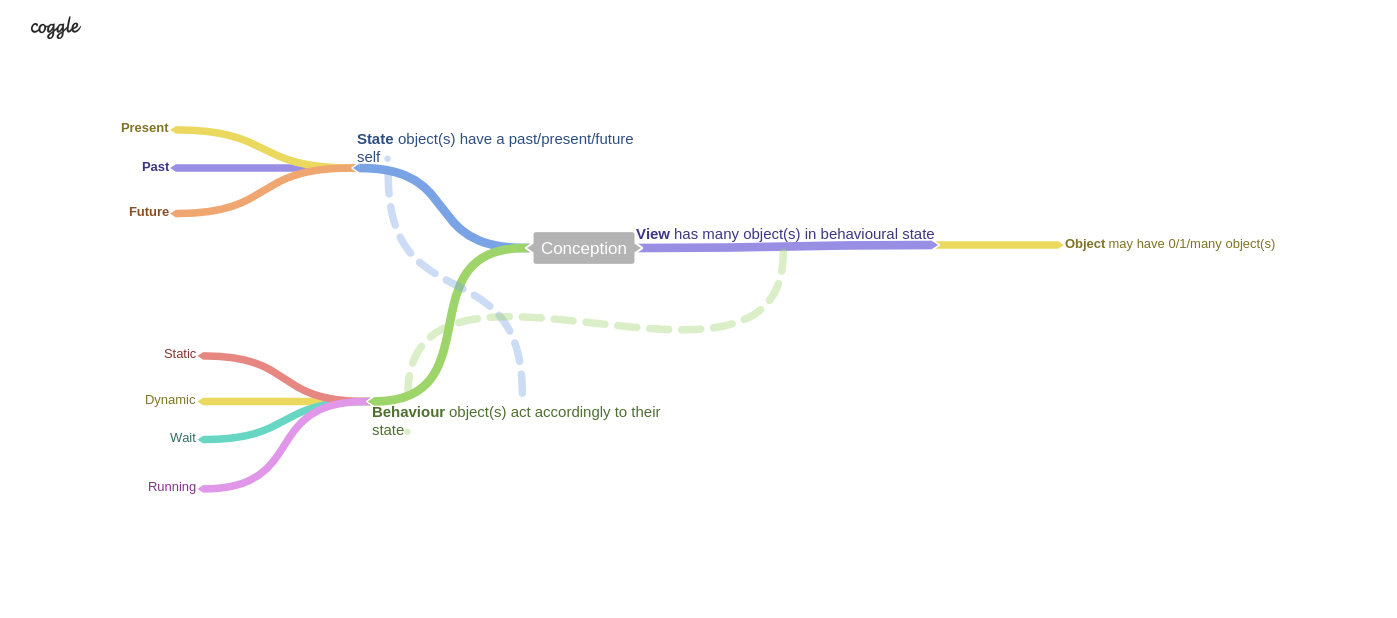 coggle
Present
Past
Future
State object(s) have a past/present/future
self
Conception
View has many object(s) in behavioural state
Object may have 0/1/many object(s)
Static
Dynamic
Wait
Running
Behaviour object(s) act accordingly to their
state